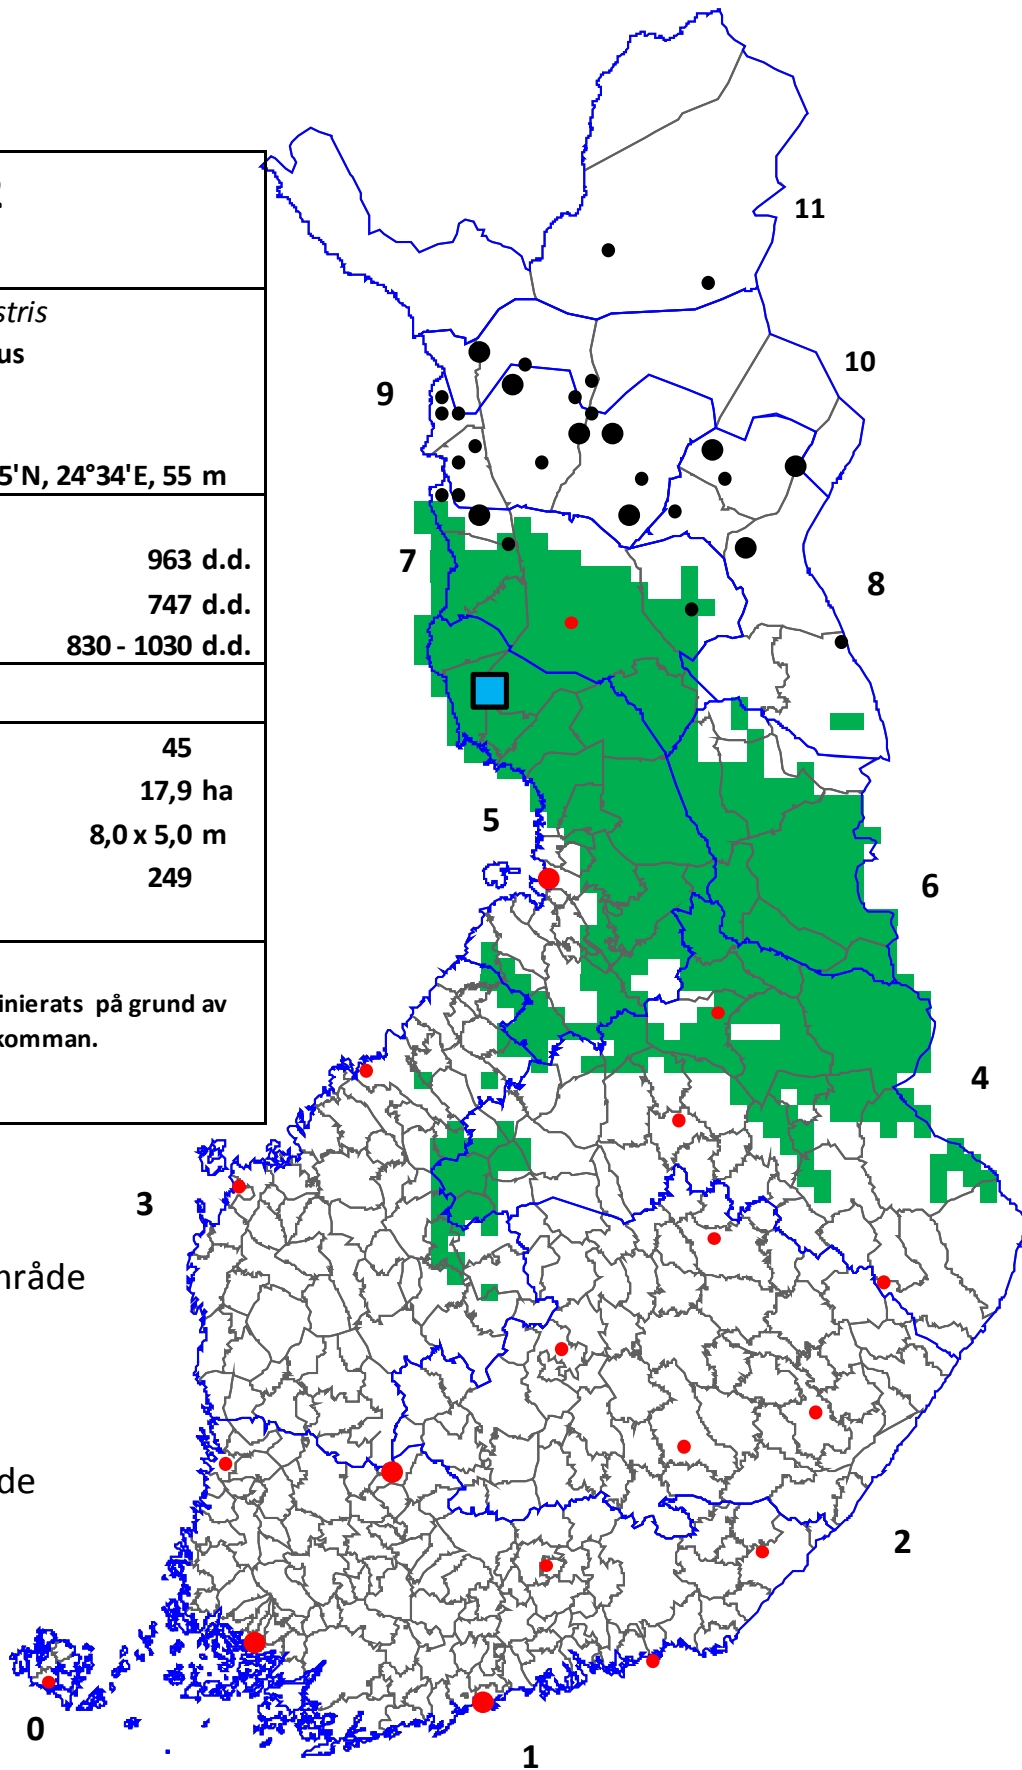 stris
us
5'N, 24°34'E, 55 m
963 d.d.
747 d.d.
830 - 1030 d.d.
45
17,9 ha
8,0 x 5,0 m
249
inierats på grund av
komman.
11
10
9
7
8
5
6
4
3
område
de
2
0
1